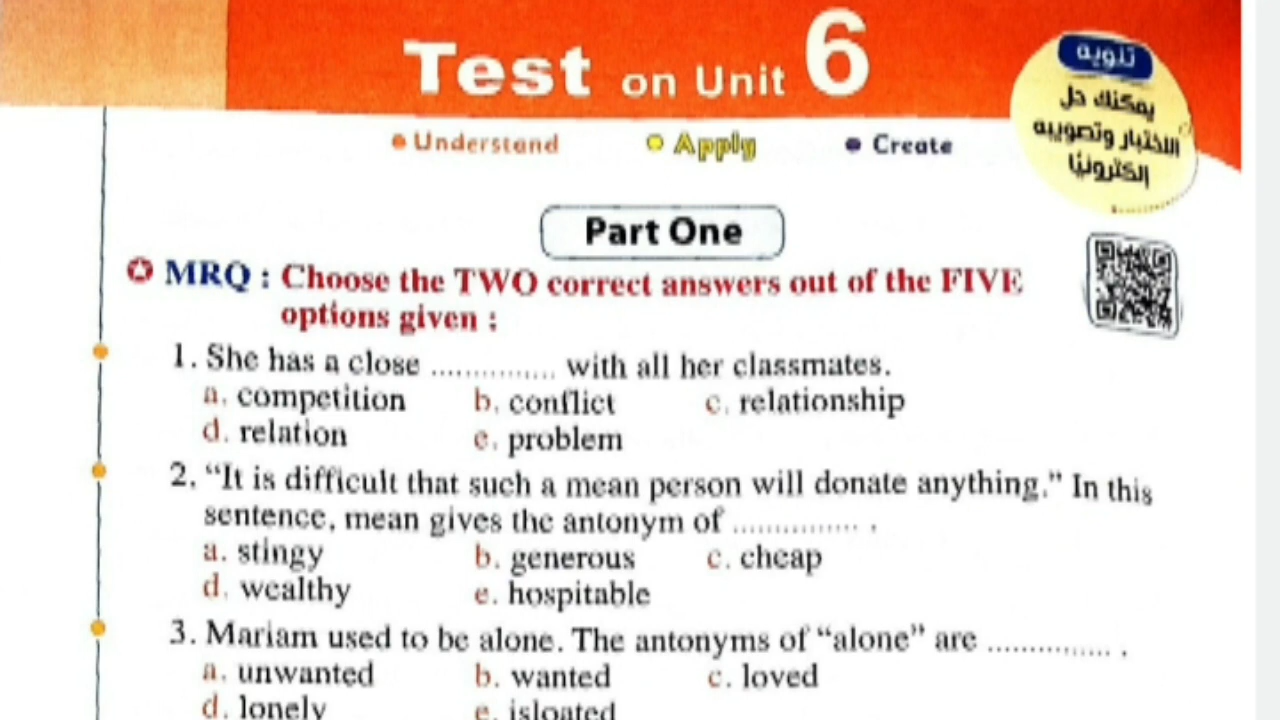 Test on Unit 6
تنويه
يمكنك حل
الاختبار وتصويبه
إلكترونيًا
Understand Apply Create
Part One
MRQ : Choose the TWO correct answers out of the FIVE
options given :
1. She has a close ............... with all her classmates.
a. competition b. conflict c. relationship
d. relation e. problem
2. “It is difficult that such a mean person will donate anything.” In this
sentence, mean gives the antonym of ............... .
a. stingy b. generous c. cheap
d. wealthy e. hospitable
3. Mariam used to be alone. The antonyms of “alone” are ............... .
a. unwanted b. wanted c. loved
d. lonely e. isloated